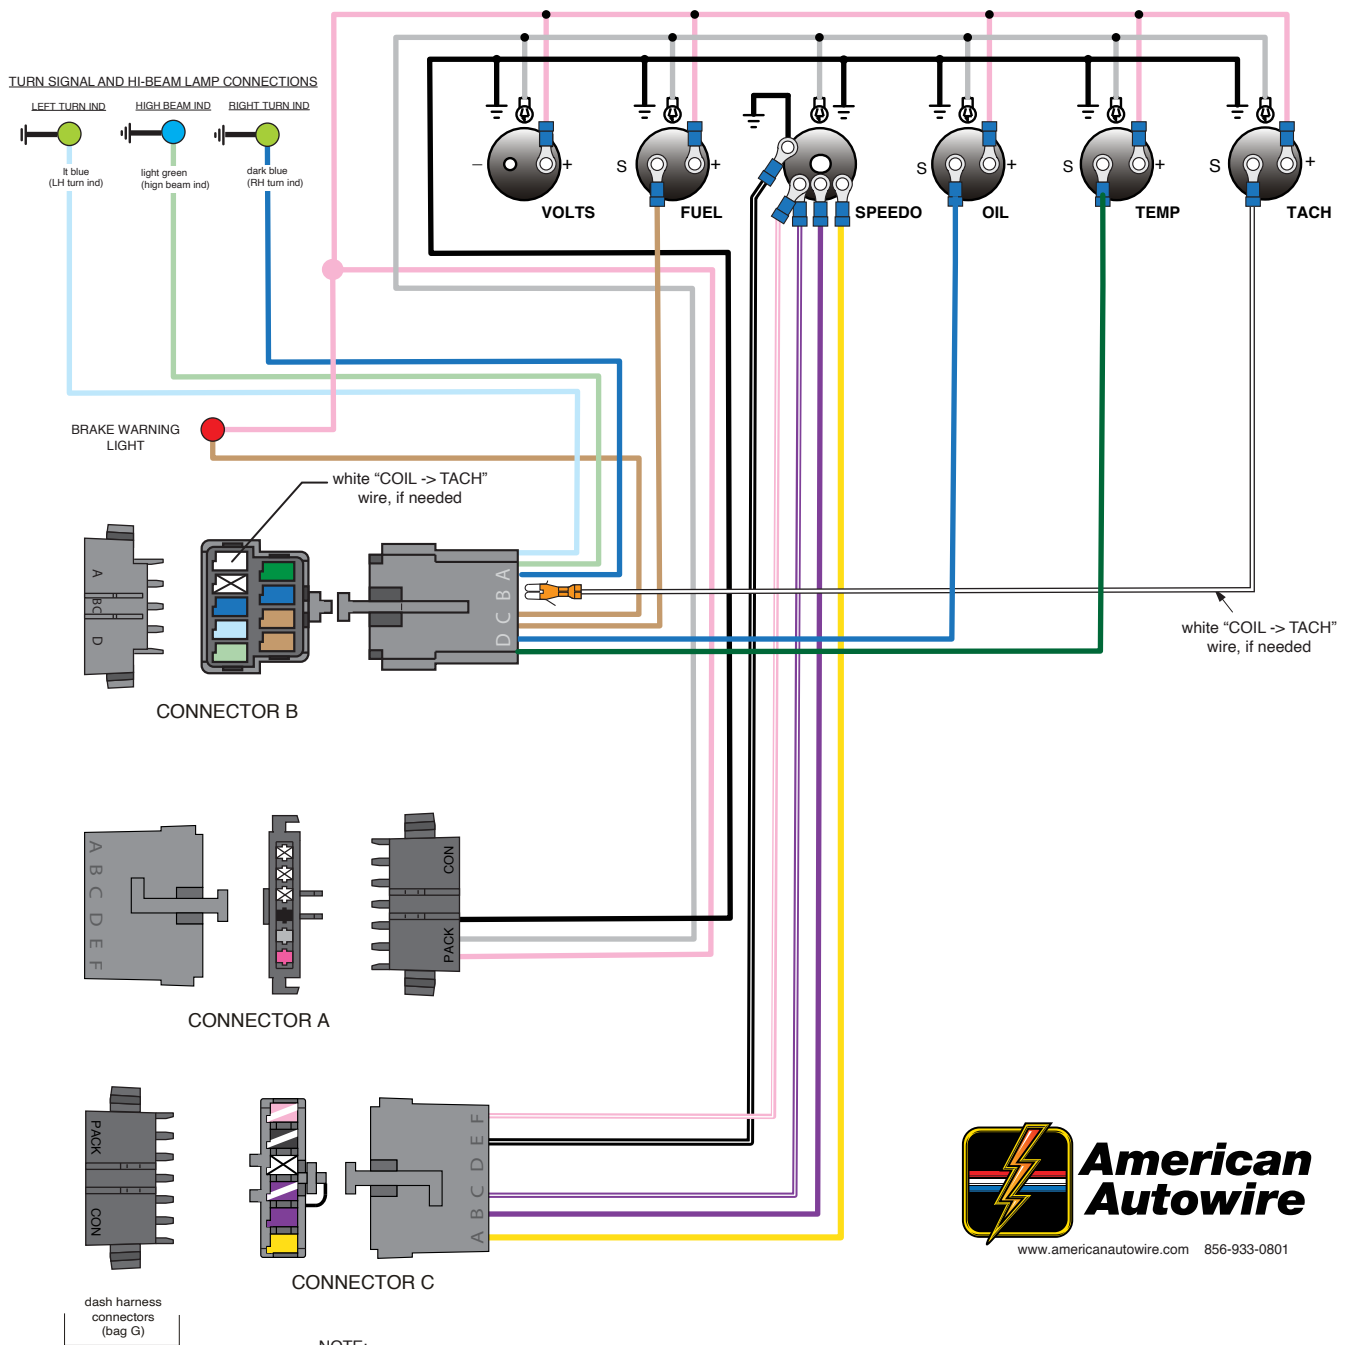 TURN SIGNAL AND HI-BEAM LAMP CONNECTIONS
LEFT TURN IND
HIGH BEAM IND
RIGHT TURN IND
lt blue
(LH turn ind)
light green
(hign beam ind)
dark blue
(RH turn ind)
−
+
VOLTS
S
+
FUEL
SPEEDO
S
+
OIL
S
+
TEMP
S
+
TACH
BRAKE WARNING
LIGHT
white “COIL -> TACH”
wire, if needed
A
BC
D
D C B A
white “COIL -> TACH”
wire, if needed
CONNECTOR B
A B C D E F
CON
PACK
CONNECTOR A
PACK
CON
A B C D E F
CONNECTOR C
American
Autowire
www.americanautowire.com 856-933-0801
dash harness
connectors
(bag G)
NOTE: